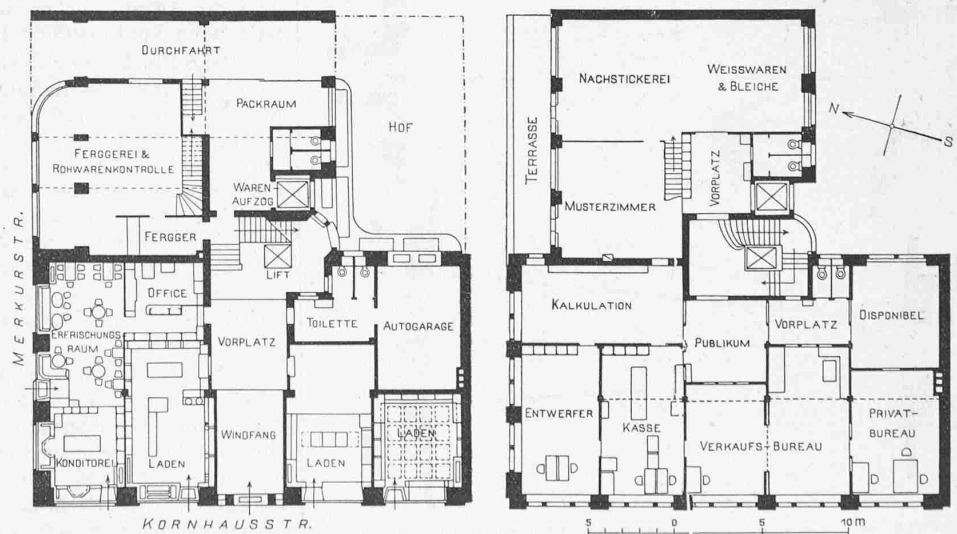 DURCHFAHRT
PACKRAUM
HOF
FERGGEREI &
ROHWARENKONTROLLE
WAREN
AUFZOG
FERGGER
LIFT
OFFICE
ERFRISCHUNGS
RAUM
VORPLATZ
TOILETTE
AUTOGARAGE
KONDITOREI
LADEN
WINDFANG
LADEN
LADEN
MERKURSTR.
KORNHAUSSTR.
TERRASSE
NACHSTICKEREI
WEISSWAREN
& BLEICHE
N
S
MUSTERZIMMER
VORPLATZ
KALKULATION
PUBLIKUM
VORPLATZ
DISPONIBEL
ENTWERFER
KASSE
VERKAUFS-BUREAU
PRIVAT-
BUREAU
5 0 5 10 m